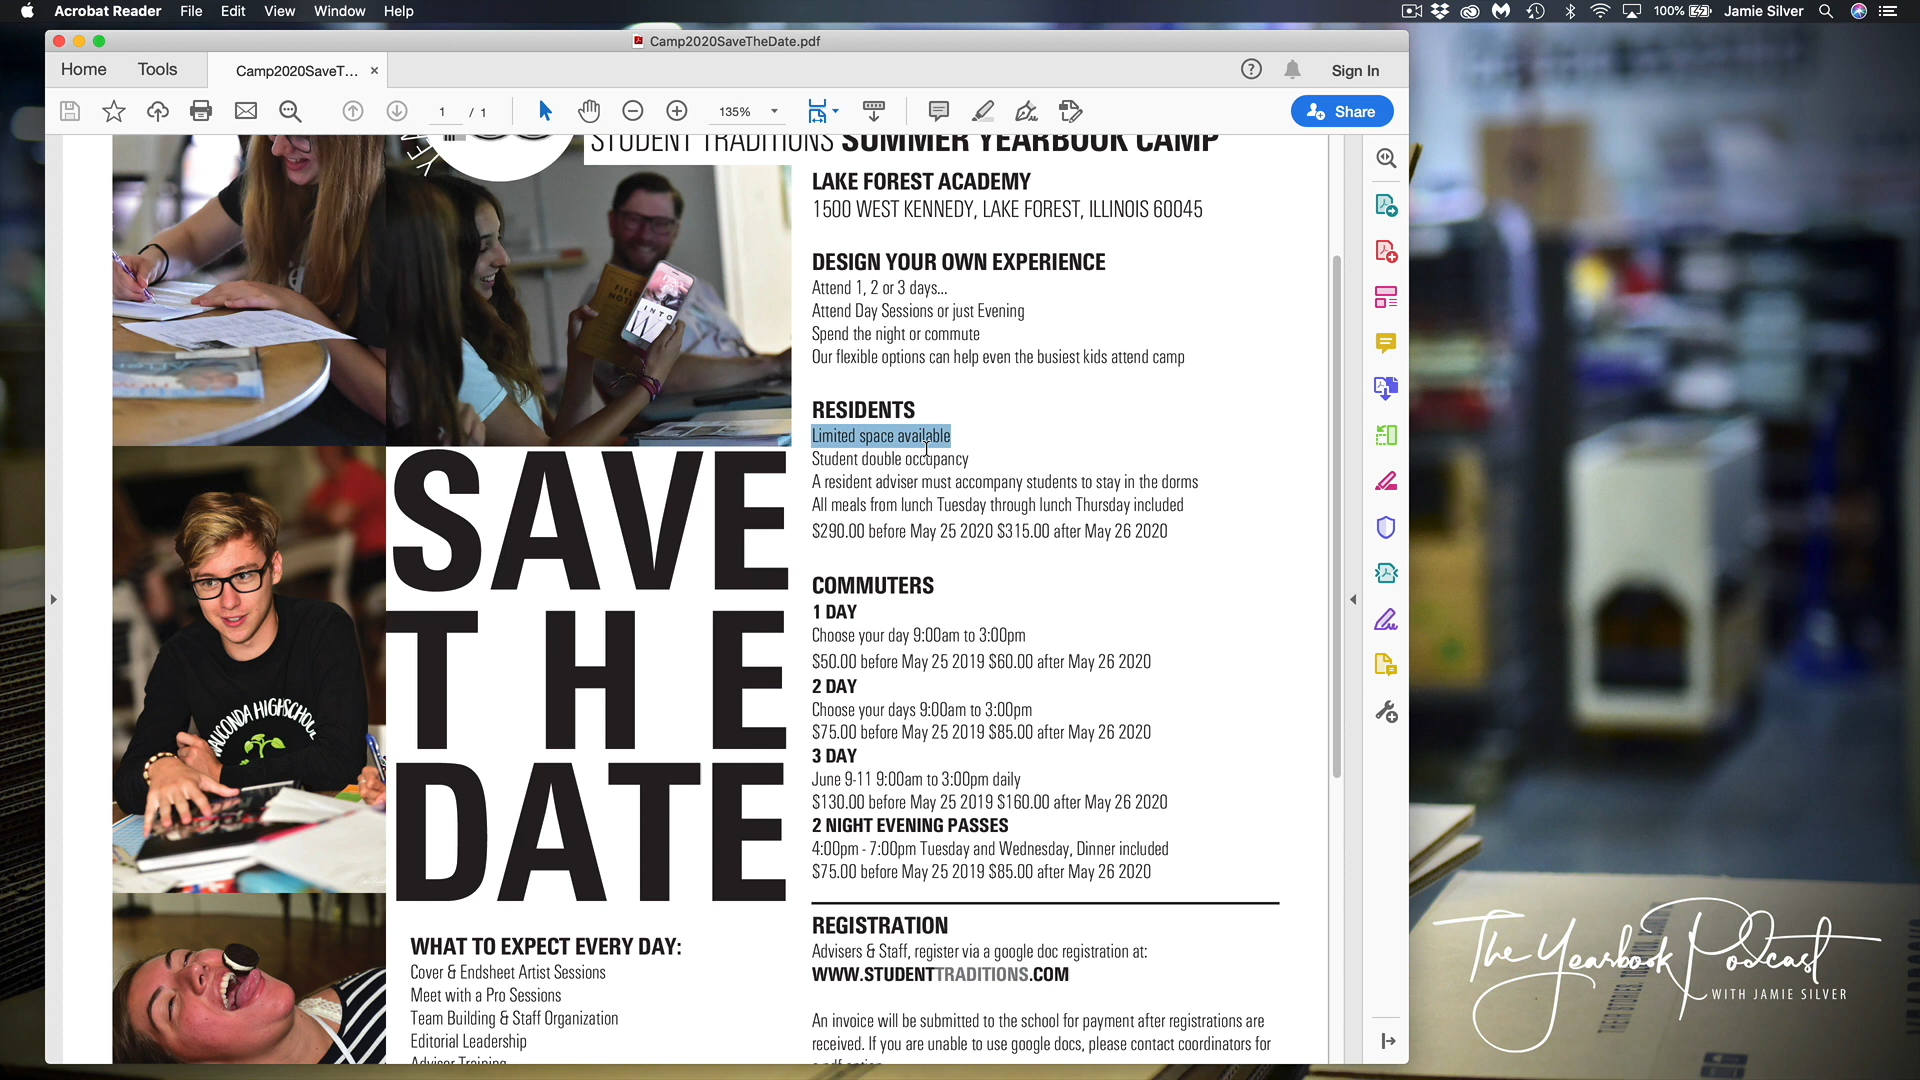 Acrobat Reader File Edit View Window Help
100% Jamie Silver
Camp2020SaveTheDate.pdf
Home Tools Camp2020SaveT... × Sign In
1 / 1 135% Share
STUDENT TRADITIONS SUMMER YEARBOOK CAMP
LAKE FOREST ACADEMY
1500 WEST KENNEDY, LAKE FOREST, ILLINOIS 60045
DESIGN YOUR OWN EXPERIENCE
Attend 1, 2 or 3 days...
Attend Day Sessions or just Evening
Spend the night or commute
Our flexible options can help even the busiest kids attend camp
RESIDENTS
Limited space available
Student double occupancy
A resident adviser must accompany students to stay in the dorms
All meals from lunch Tuesday through lunch Thursday included
$290.00 before May 25 2020 $315.00 after May 26 2020
COMMUTERS
1 DAY
Choose your day 9:00am to 3:00pm
$50.00 before May 25 2019 $60.00 after May 26 2020
2 DAY
Choose your days 9:00am to 3:00pm
$75.00 before May 25 2019 $85.00 after May 26 2020
3 DAY
June 9-11 9:00am to 3:00pm daily
$130.00 before May 25 2019 $160.00 after May 26 2020
2 NIGHT EVENING PASSES
4:00pm - 7:00pm Tuesday and Wednesday, Dinner included
$75.00 before May 25 2019 $85.00 after May 26 2020
REGISTRATION
Advisers & Staff, register via a google doc registration at:
WWW.STUDENTTRADITIONS.COM
An invoice will be submitted to the school for payment after registrations are
received. If you are unable to use google docs, please contact coordinators for
FIELD
NOTES
INTO
SAVE
THE
DATE
WAUCONDA HIGH SCHOOL
WHAT TO EXPECT EVERY DAY:
Cover & Endsheet Artist Sessions
Meet with a Pro Sessions
Team Building & Staff Organization
Editorial Leadership
Adviser Training
The Yearbook Podcast
WITH JAMIE SILVER